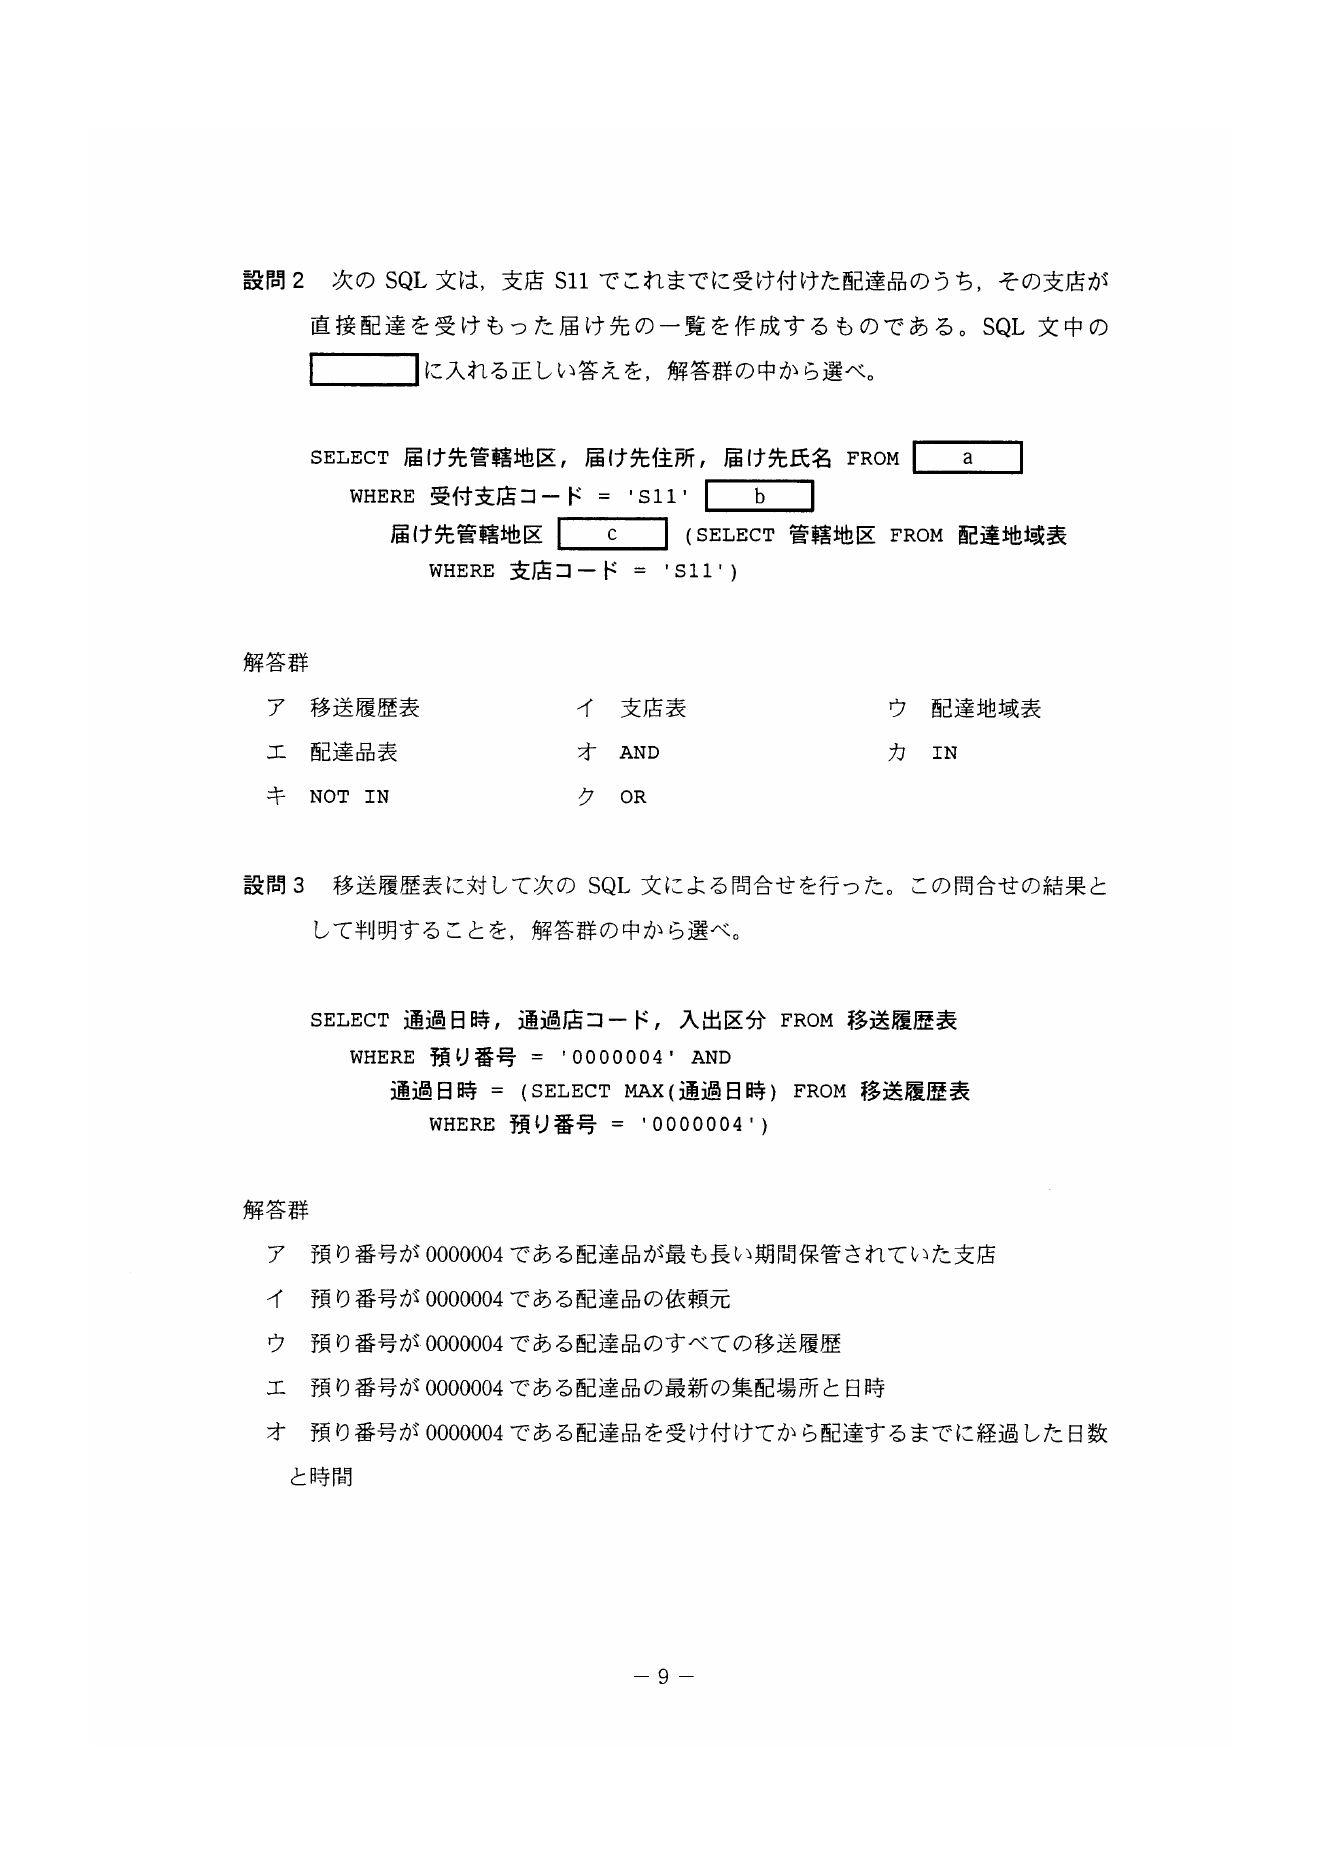 設問2 次の SQL 文は，支店 S11 でこれまでに受け付けた配達品のうち，その支店が
直接配達を受けもった届け先の一覧を作成するものである。SQL 文中の
に入れる正しい答えを，解答群の中から選べ。
SELECT 届け先管轄地区, 届け先住所, 届け先氏名 FROM a
WHERE 受付支店コード = 'S11' b
届け先管轄地区 c (SELECT 管轄地区 FROM 配達地域表
WHERE 支店コード = 'S11')
解答群
ア 移送履歴表 イ 支店表 ウ 配達地域表
エ 配達品表 オ AND カ IN
キ NOT IN ク OR
設問3 移送履歴表に対して次の SQL 文による問合せを行った。この問合せの結果と
して判明することを，解答群の中から選べ。
SELECT 通過日時, 通過店コード, 入出区分 FROM 移送履歴表
WHERE 預り番号 = '0000004' AND
通過日時 = (SELECT MAX(通過日時) FROM 移送履歴表
WHERE 預り番号 = '0000004')
解答群
ア 預り番号が 0000004 である配達品が最も長い期間保管されていた支店
イ 預り番号が 0000004 である配達品の依頼元
ウ 預り番号が 0000004 である配達品のすべての移送履歴
エ 預り番号が 0000004 である配達品の最新の集配場所と日時
オ 預り番号が 0000004 である配達品を受け付けてから配達するまでに経過した日数
と時間
— 9 —